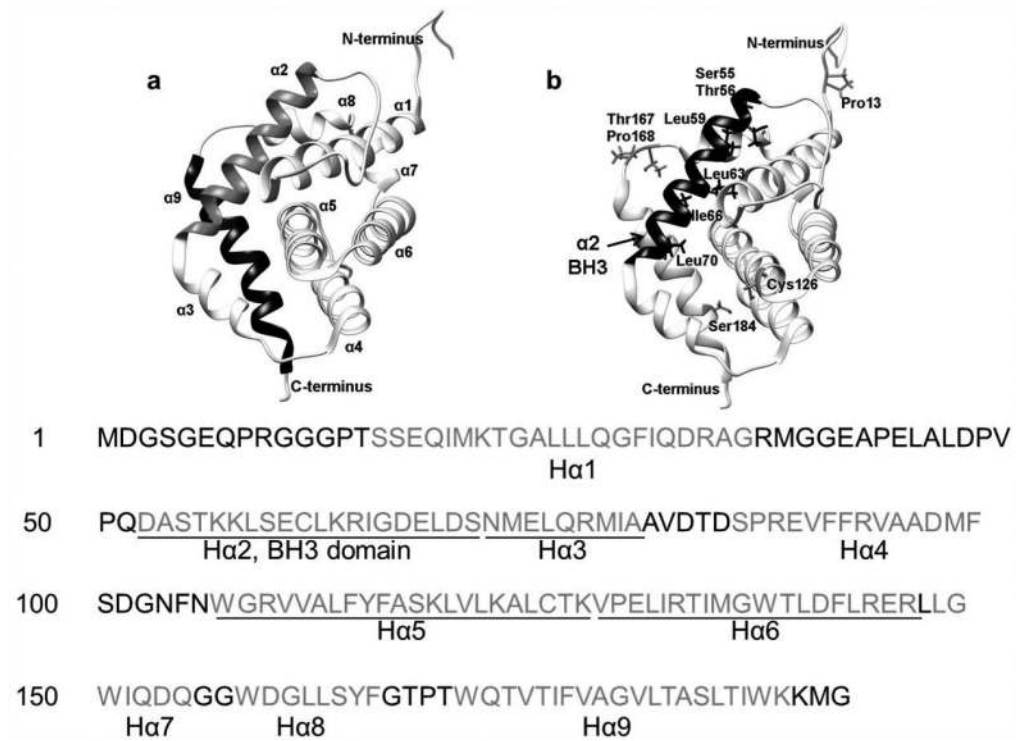 a
N-terminus
α2
α8
α1
α7
α9
α5
α6
α3
α4
C-terminus
b
N-terminus
Ser55
Thr56
Pro13
Thr167
Pro168
Leu59
Leu63
Ile66
α2
BH3
Leu70
Cys126
Ser184
C-terminus
1 MDGSGEQPRGGGPTSSEQIMKTGALLLQGFIQDRAGRMGGEAPELALDPV
Hα1
50 PQDASTKKLSECLKRIGDELDSNMELQRMIAAVDTDSPREVFFRVAADMF
Hα2, BH3 domain Hα3 Hα4
100 SDGNFNWGRVVALFYFASKLVLKALCTKVPELIRTIMGWTLDFLRERLLG
Hα5 Hα6
150 WIQDQGGWDGLLSYFGTPTWQTVTIFVAGVLTASLTIWKKMG
Hα7 Hα8 Hα9